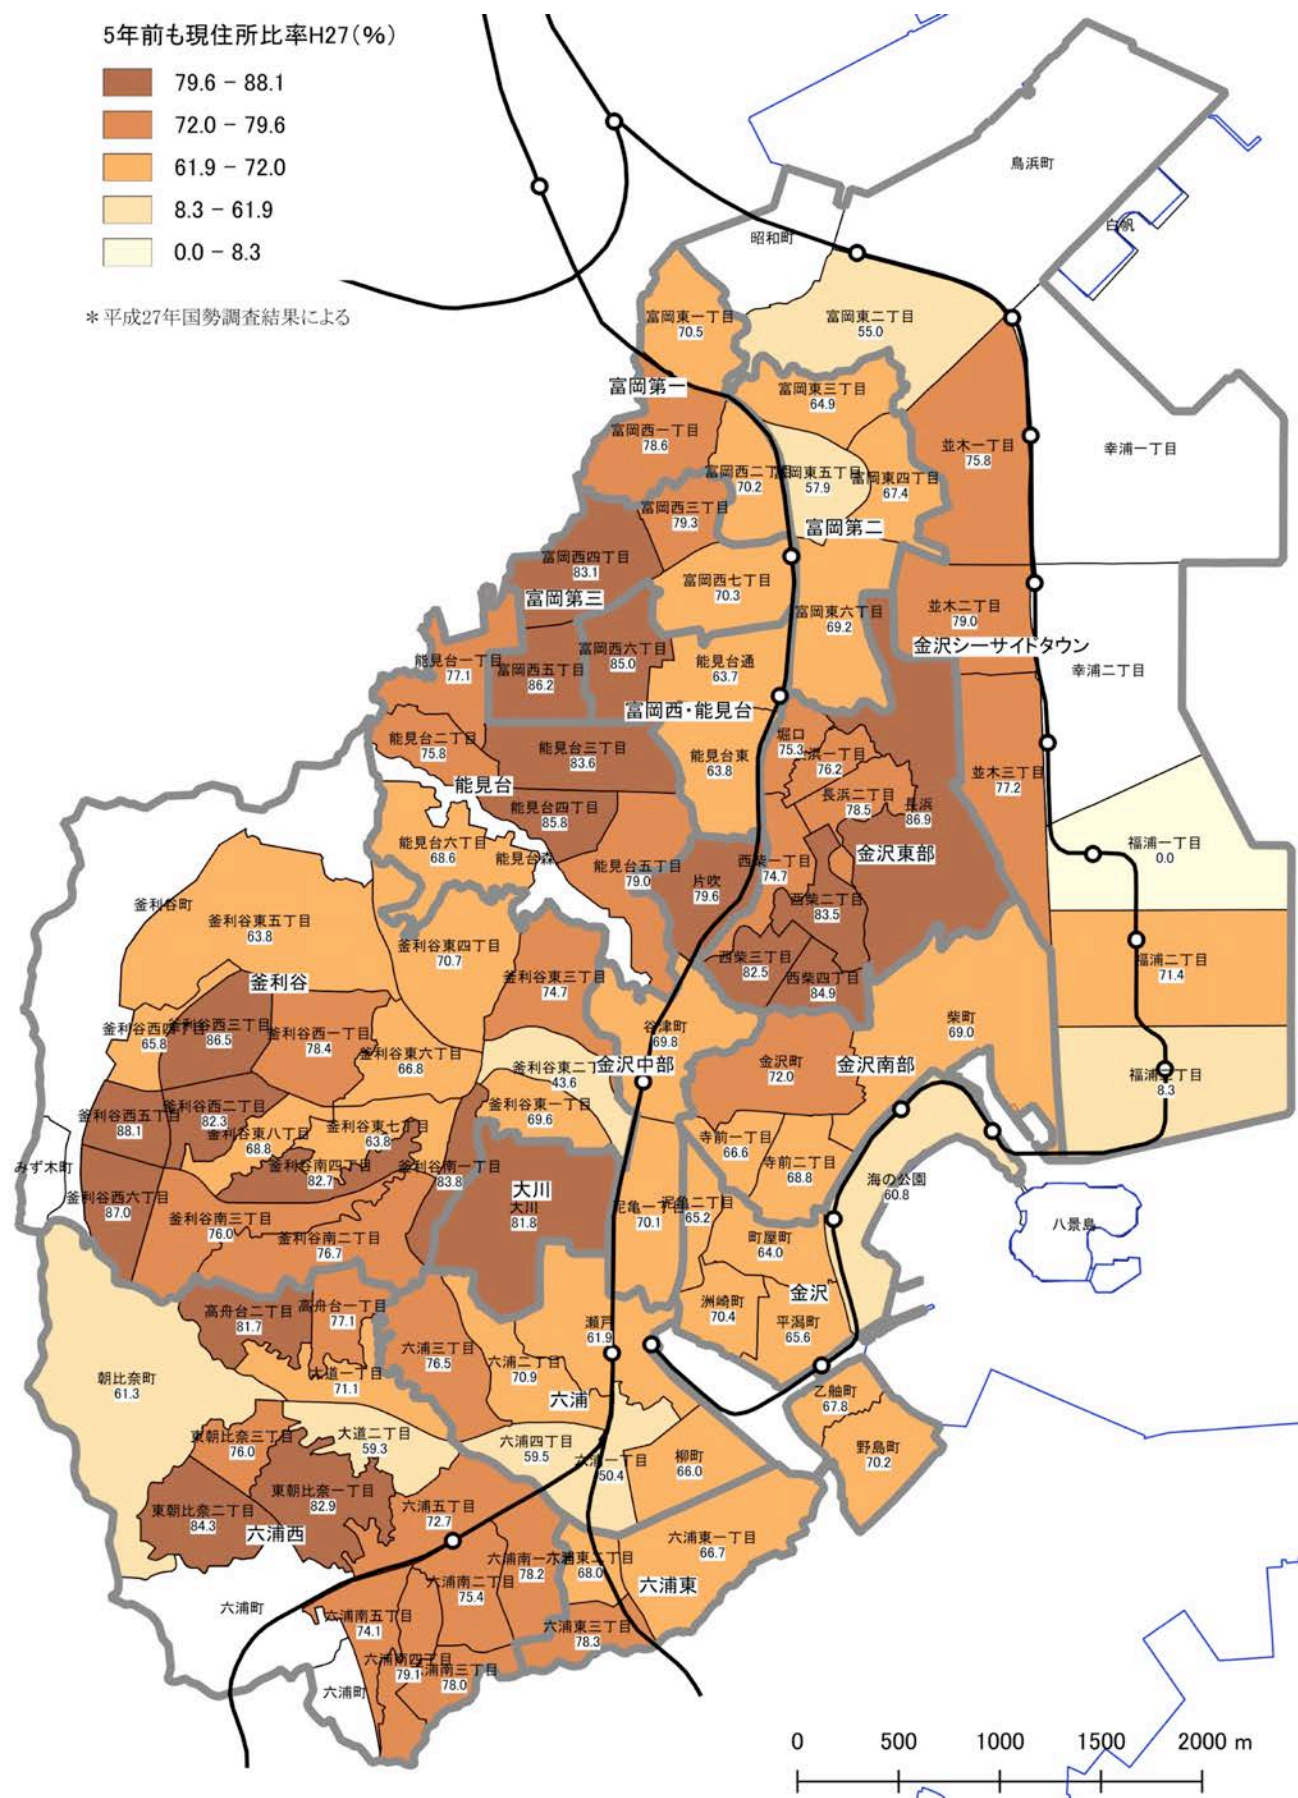 5年前も現住所比率H27(%)
79.6 – 88.1
72.0 – 79.6
61.9 – 72.0
8.3 – 61.9
0.0 – 8.3
＊平成27年国勢調査結果による
鳥浜町
白帆
昭和町
富岡東一丁目
70.5
富岡東二丁目
55.0
富岡第一
富岡東三丁目
64.9
富岡西一丁目
78.6
並木一丁目
75.8
幸浦一丁目
富岡西二丁目
70.2
岡東五丁目
57.9
富岡東四丁目
67.4
富岡西三丁目
79.3
富岡第二
富岡西四丁目
83.1
富岡西七丁目
70.3
富岡第三
富岡東六丁目
69.2
並木二丁目
79.0
金沢シーサイドタウン
富岡西六丁目
85.0
能見台一丁目
77.1
富岡西五丁目
86.2
能見台通
63.7
幸浦二丁目
富岡西・能見台
能見台二丁目
75.8
能見台三丁目
83.6
能見台東
63.8
堀口
75.3
浜一丁目
76.2
並木三丁目
77.2
能見台
長浜二丁目
78.5
長浜
86.9
能見台四丁目
85.8
能見台六丁目
68.6
能見台森
能見台五丁目
79.0
片吹
79.6
西柴一丁目
74.7
金沢東部
福浦一丁目
0.0
西柴二丁目
83.5
釜利谷町
釜利谷東五丁目
63.8
釜利谷東四丁目
70.7
西柴三丁目
82.5
西柴四丁目
84.9
福浦二丁目
71.4
釜利谷
釜利谷東三丁目
74.7
釜利谷西四丁目
65.8
釜利谷西三丁目
86.5
釜利谷西一丁目
78.4
釜利谷東六丁目
66.8
谷津町
69.8
柴町
69.0
釜利谷東二丁
43.6
金沢中部
金沢町
72.0
金沢南部
福浦三丁目
8.3
釜利谷西五丁目
88.1
釜利谷西二丁目
82.3
釜利谷東一丁目
69.6
釜利谷東八丁目
68.8
釜利谷東七丁目
63.8
寺前一丁目
66.6
寺前二丁目
68.8
みず木町
釜利谷南四丁目
82.7
釜利谷南一丁目
83.8
海の公園
60.8
釜利谷西六丁目
87.0
釜利谷南三丁目
76.0
釜利谷南二丁目
76.7
大川
大川
81.8
泥亀一丁目
70.1
泥亀二丁目
65.2
八景島
町屋町
64.0
高舟台二丁目
81.7
高舟台一丁目
77.1
洲崎町
70.4
金沢
平潟町
65.6
瀬戸
61.9
朝比奈町
61.3
六浦三丁目
76.5
六浦二丁目
70.9
大道一丁目
71.1
六浦
乙舳町
67.8
東朝比奈三丁目
76.0
大道二丁目
59.3
六浦四丁目
59.5
六浦一丁目
50.4
柳町
66.0
野島町
70.2
東朝比奈一丁目
82.9
東朝比奈二丁目
84.3
六浦西
六浦五丁目
72.7
六浦南一丁目
78.2
六浦東二丁目
68.0
六浦東一丁目
66.7
六浦南二丁目
75.4
六浦東
六浦町
六浦南五丁目
74.1
六浦東三丁目
78.3
六浦南四丁目
79.1
六浦南三丁目
78.0
六浦町
0 500 1000 1500 2000 m